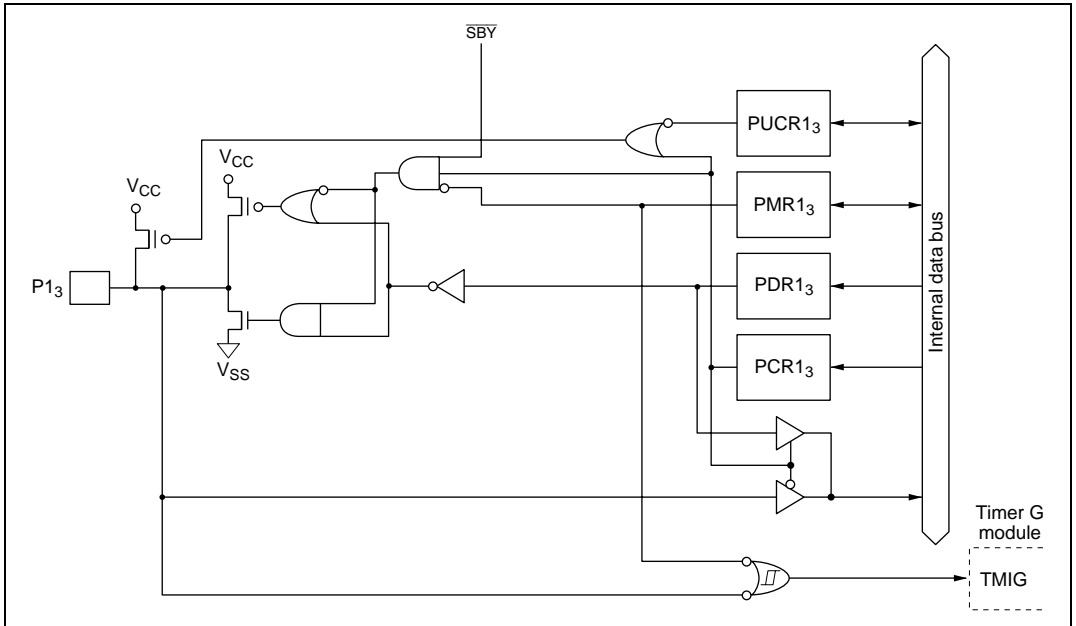 SBY
PUCR1₃
V_CC
V_CC
PMR1₃
P1₃
PDR1₃
Internal data bus
V_SS
PCR1₃
Timer G
module
TMIG